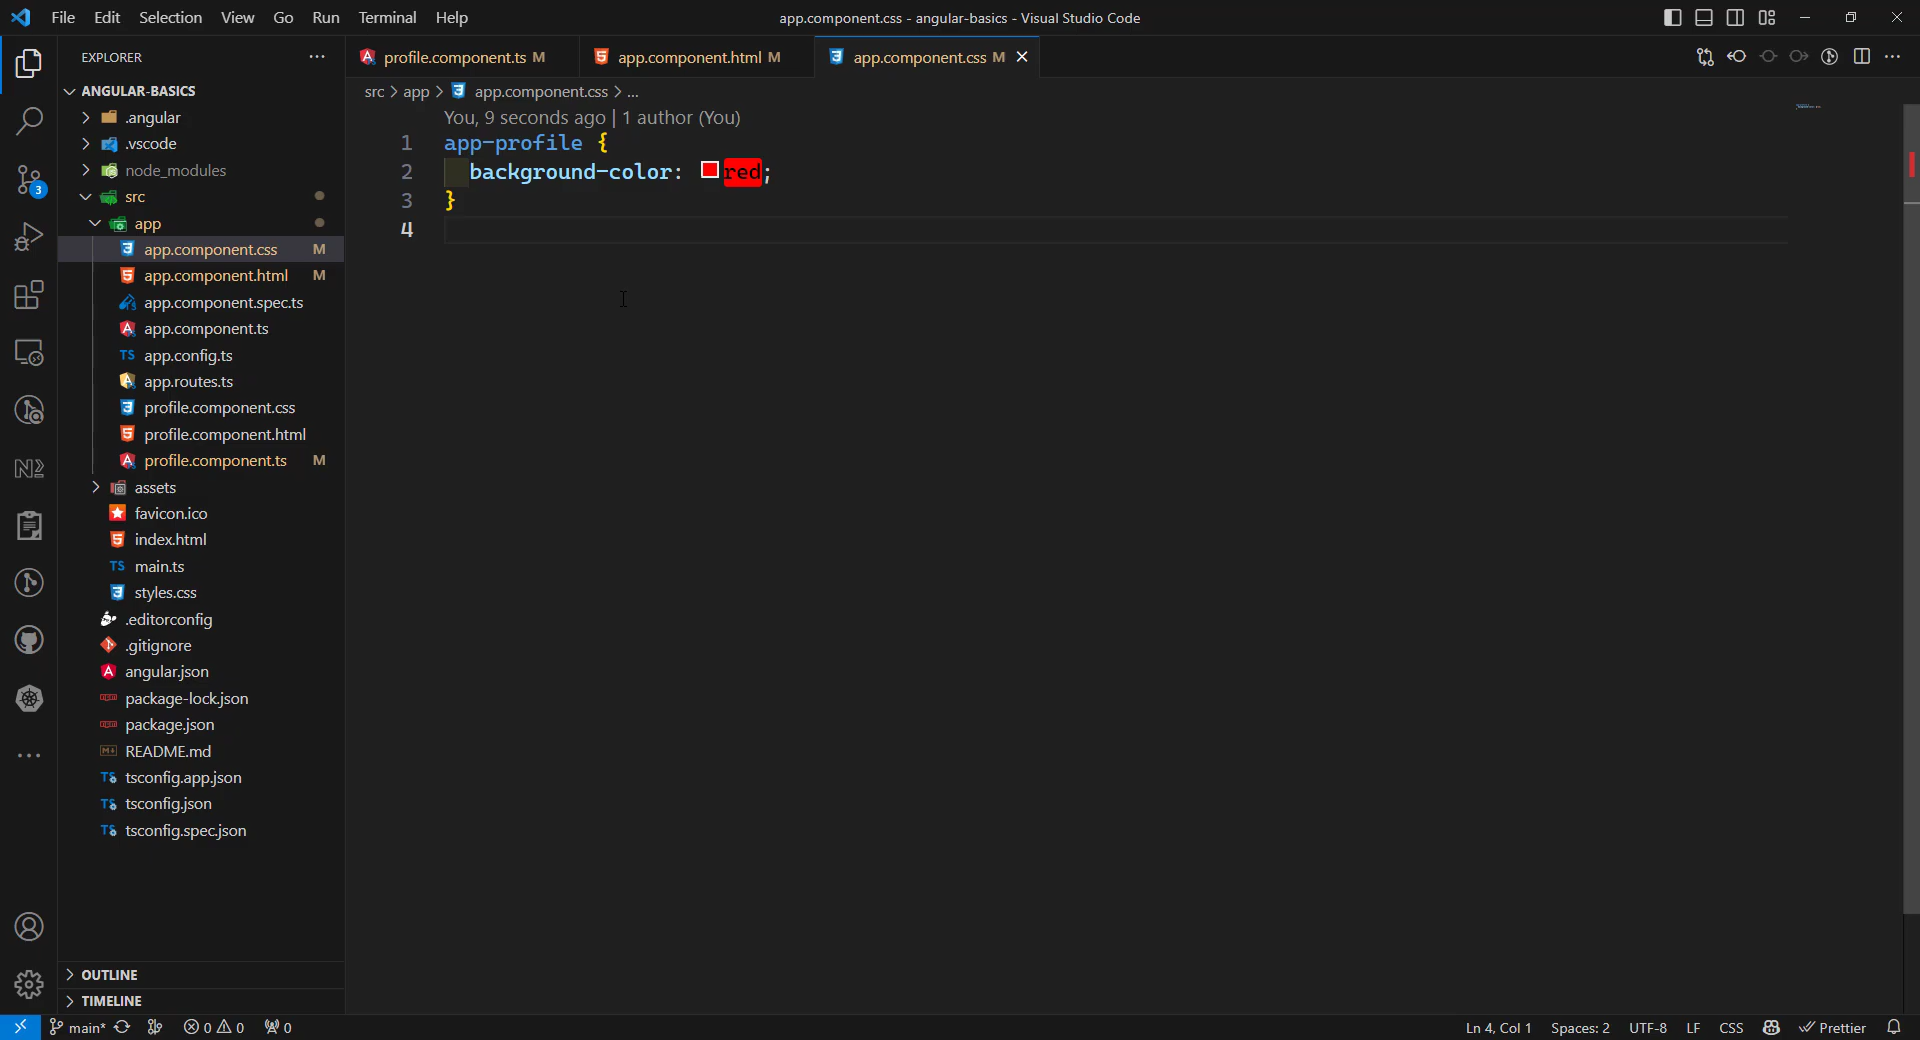 File Edit Selection View Go Run Terminal Help
app.component.css - angular-basics - Visual Studio Code
EXPLORER
profile.component.ts M
app.component.html M
app.component.css M
ANGULAR-BASICS
.angular
.vscode
node_modules
src
app
app.component.css M
app.component.html M
app.component.spec.ts
app.component.ts
TS app.config.ts
app.routes.ts
profile.component.css
profile.component.html
profile.component.ts M
assets
favicon.ico
index.html
TS main.ts
styles.css
.editorconfig
.gitignore
angular.json
package-lock.json
package.json
README.md
TS tsconfig.app.json
TS tsconfig.json
TS tsconfig.spec.json
OUTLINE
TIMELINE
3
src > app > app.component.css > ...
You, 9 seconds ago | 1 author (You)
1 app-profile {
2 background-color: red;
3 }
4
main* 0 0 0
Ln 4, Col 1 Spaces: 2 UTF-8 LF CSS Prettier